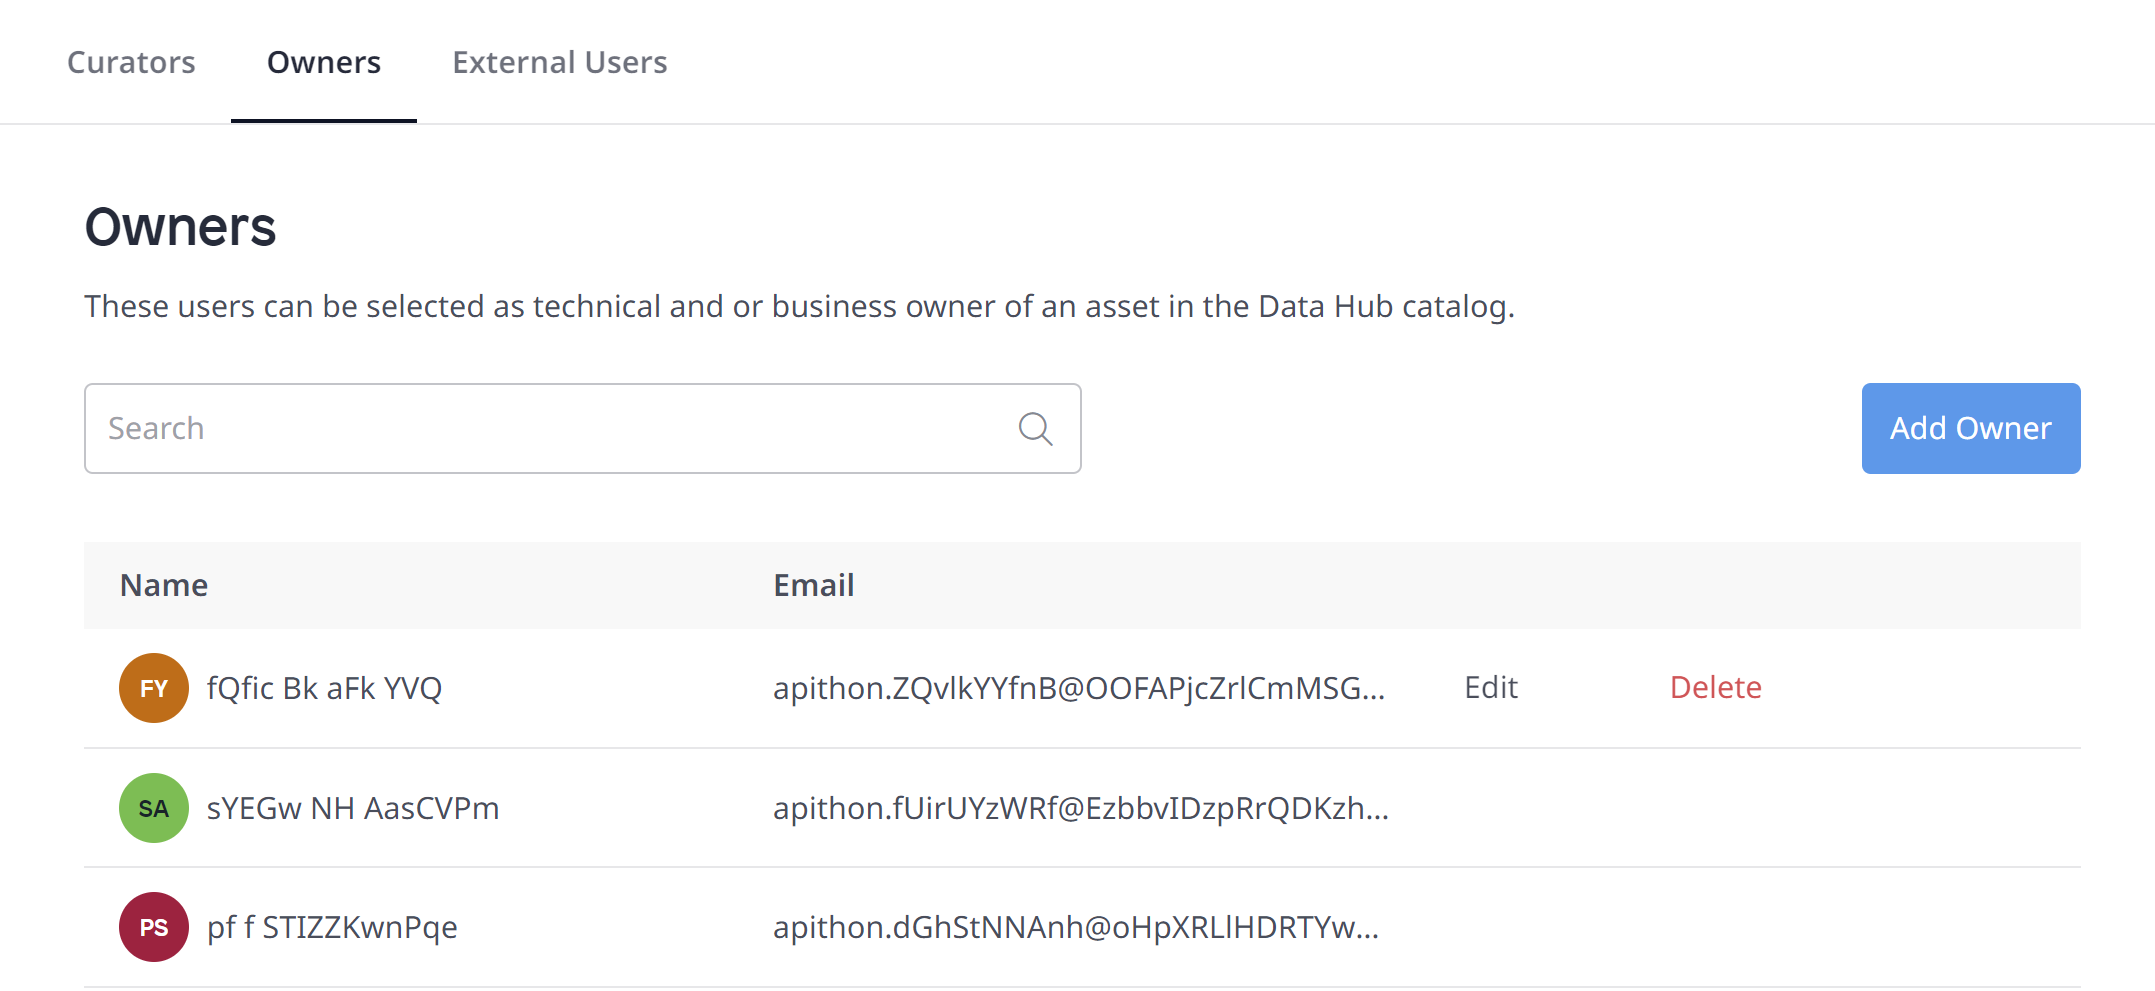 Curators Owners External Users
Owners
These users can be selected as technical and or business owner of an asset in the Data Hub catalog.
Search Add Owner
Name Email
FY fQfic Bk aFk YVQ apithon.ZQvlkYYfnB@OOFAPjcZrlCmMSG... Edit Delete
SA sYEGw NH AasCVPm apithon.fUirUYzWRf@EzbbvIDzpRrQDKzh...
PS pf f STIZZKwnPqe apithon.dGhStNNAnh@oHpXRLlHDRTYw...